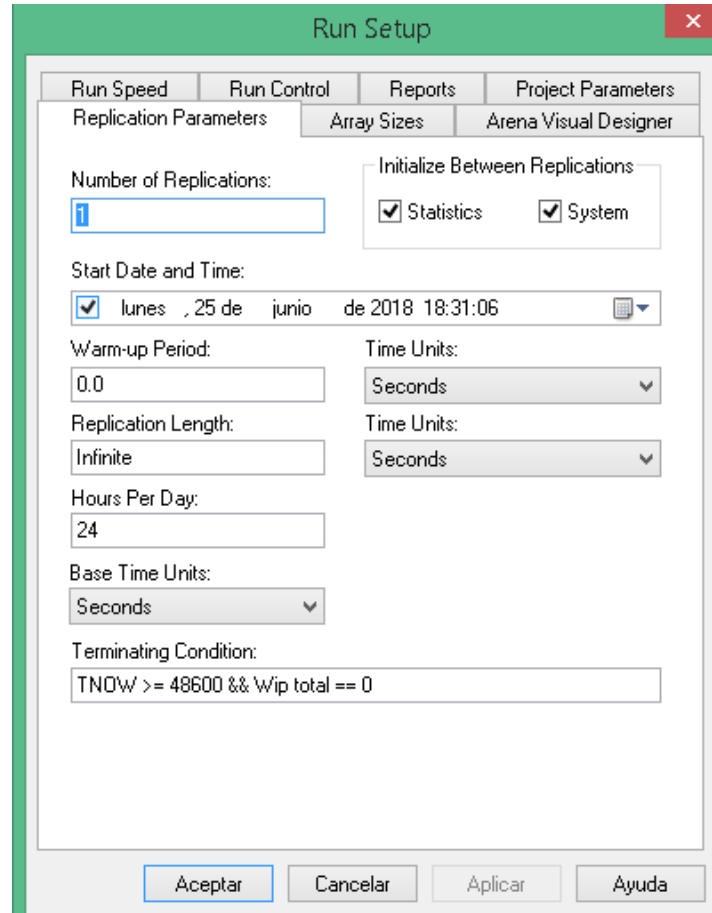 Run Setup
Run Speed Run Control Reports Project Parameters
Replication Parameters Array Sizes Arena Visual Designer
Number of Replications:
1
Initialize Between Replications
Statistics System
Start Date and Time:
lunes , 25 de junio de 2018 18:31:06
Warm-up Period: Time Units:
0.0 Seconds
Replication Length: Time Units:
Infinite Seconds
Hours Per Day:
24
Base Time Units:
Seconds
Terminating Condition:
TNOW >= 48600 && Wip total == 0
Aceptar Cancelar Aplicar Ayuda